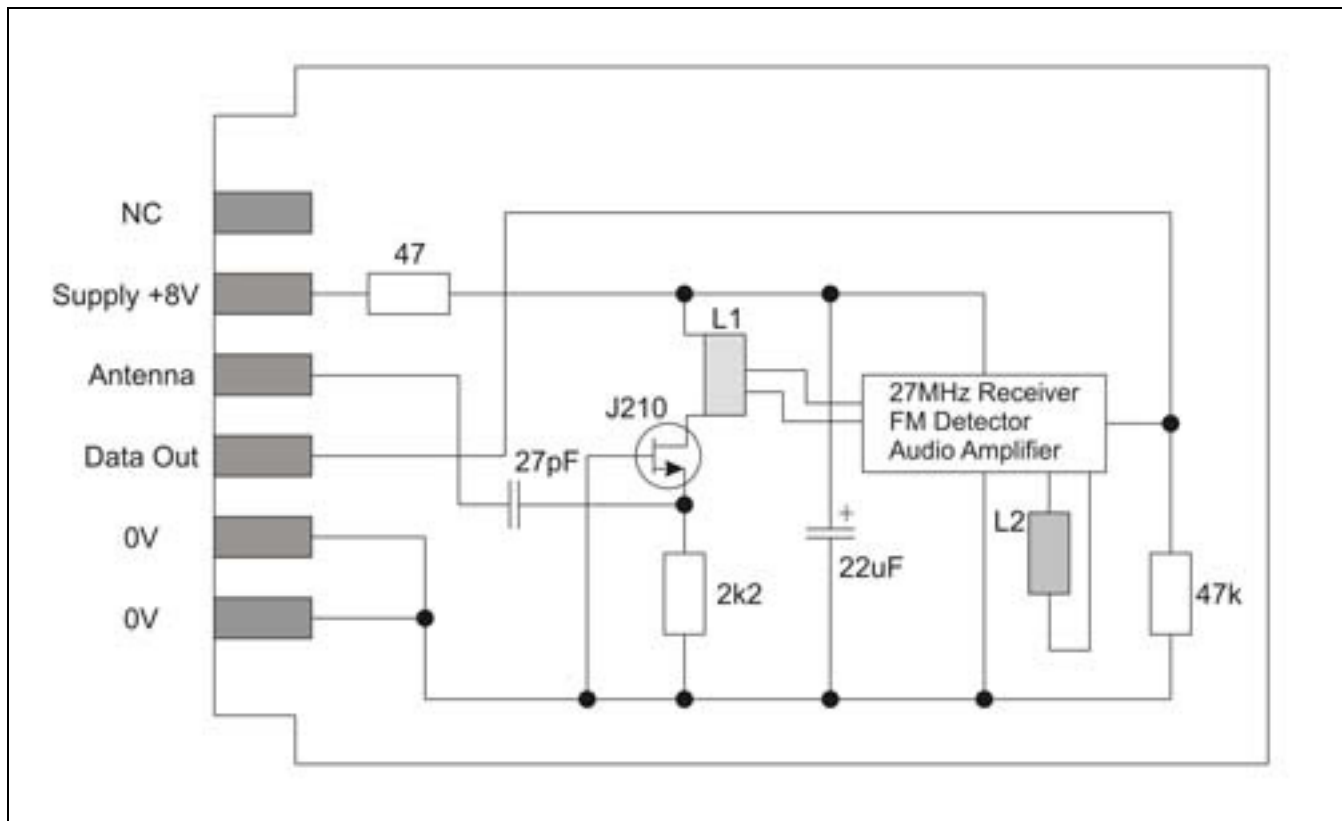 NC
47
Supply +8V
L1
Antenna
27MHz Receiver
FM Detector
Audio Amplifier
J210
Data Out
27pF
+
L2
0V
22uF
2k2
47k
0V